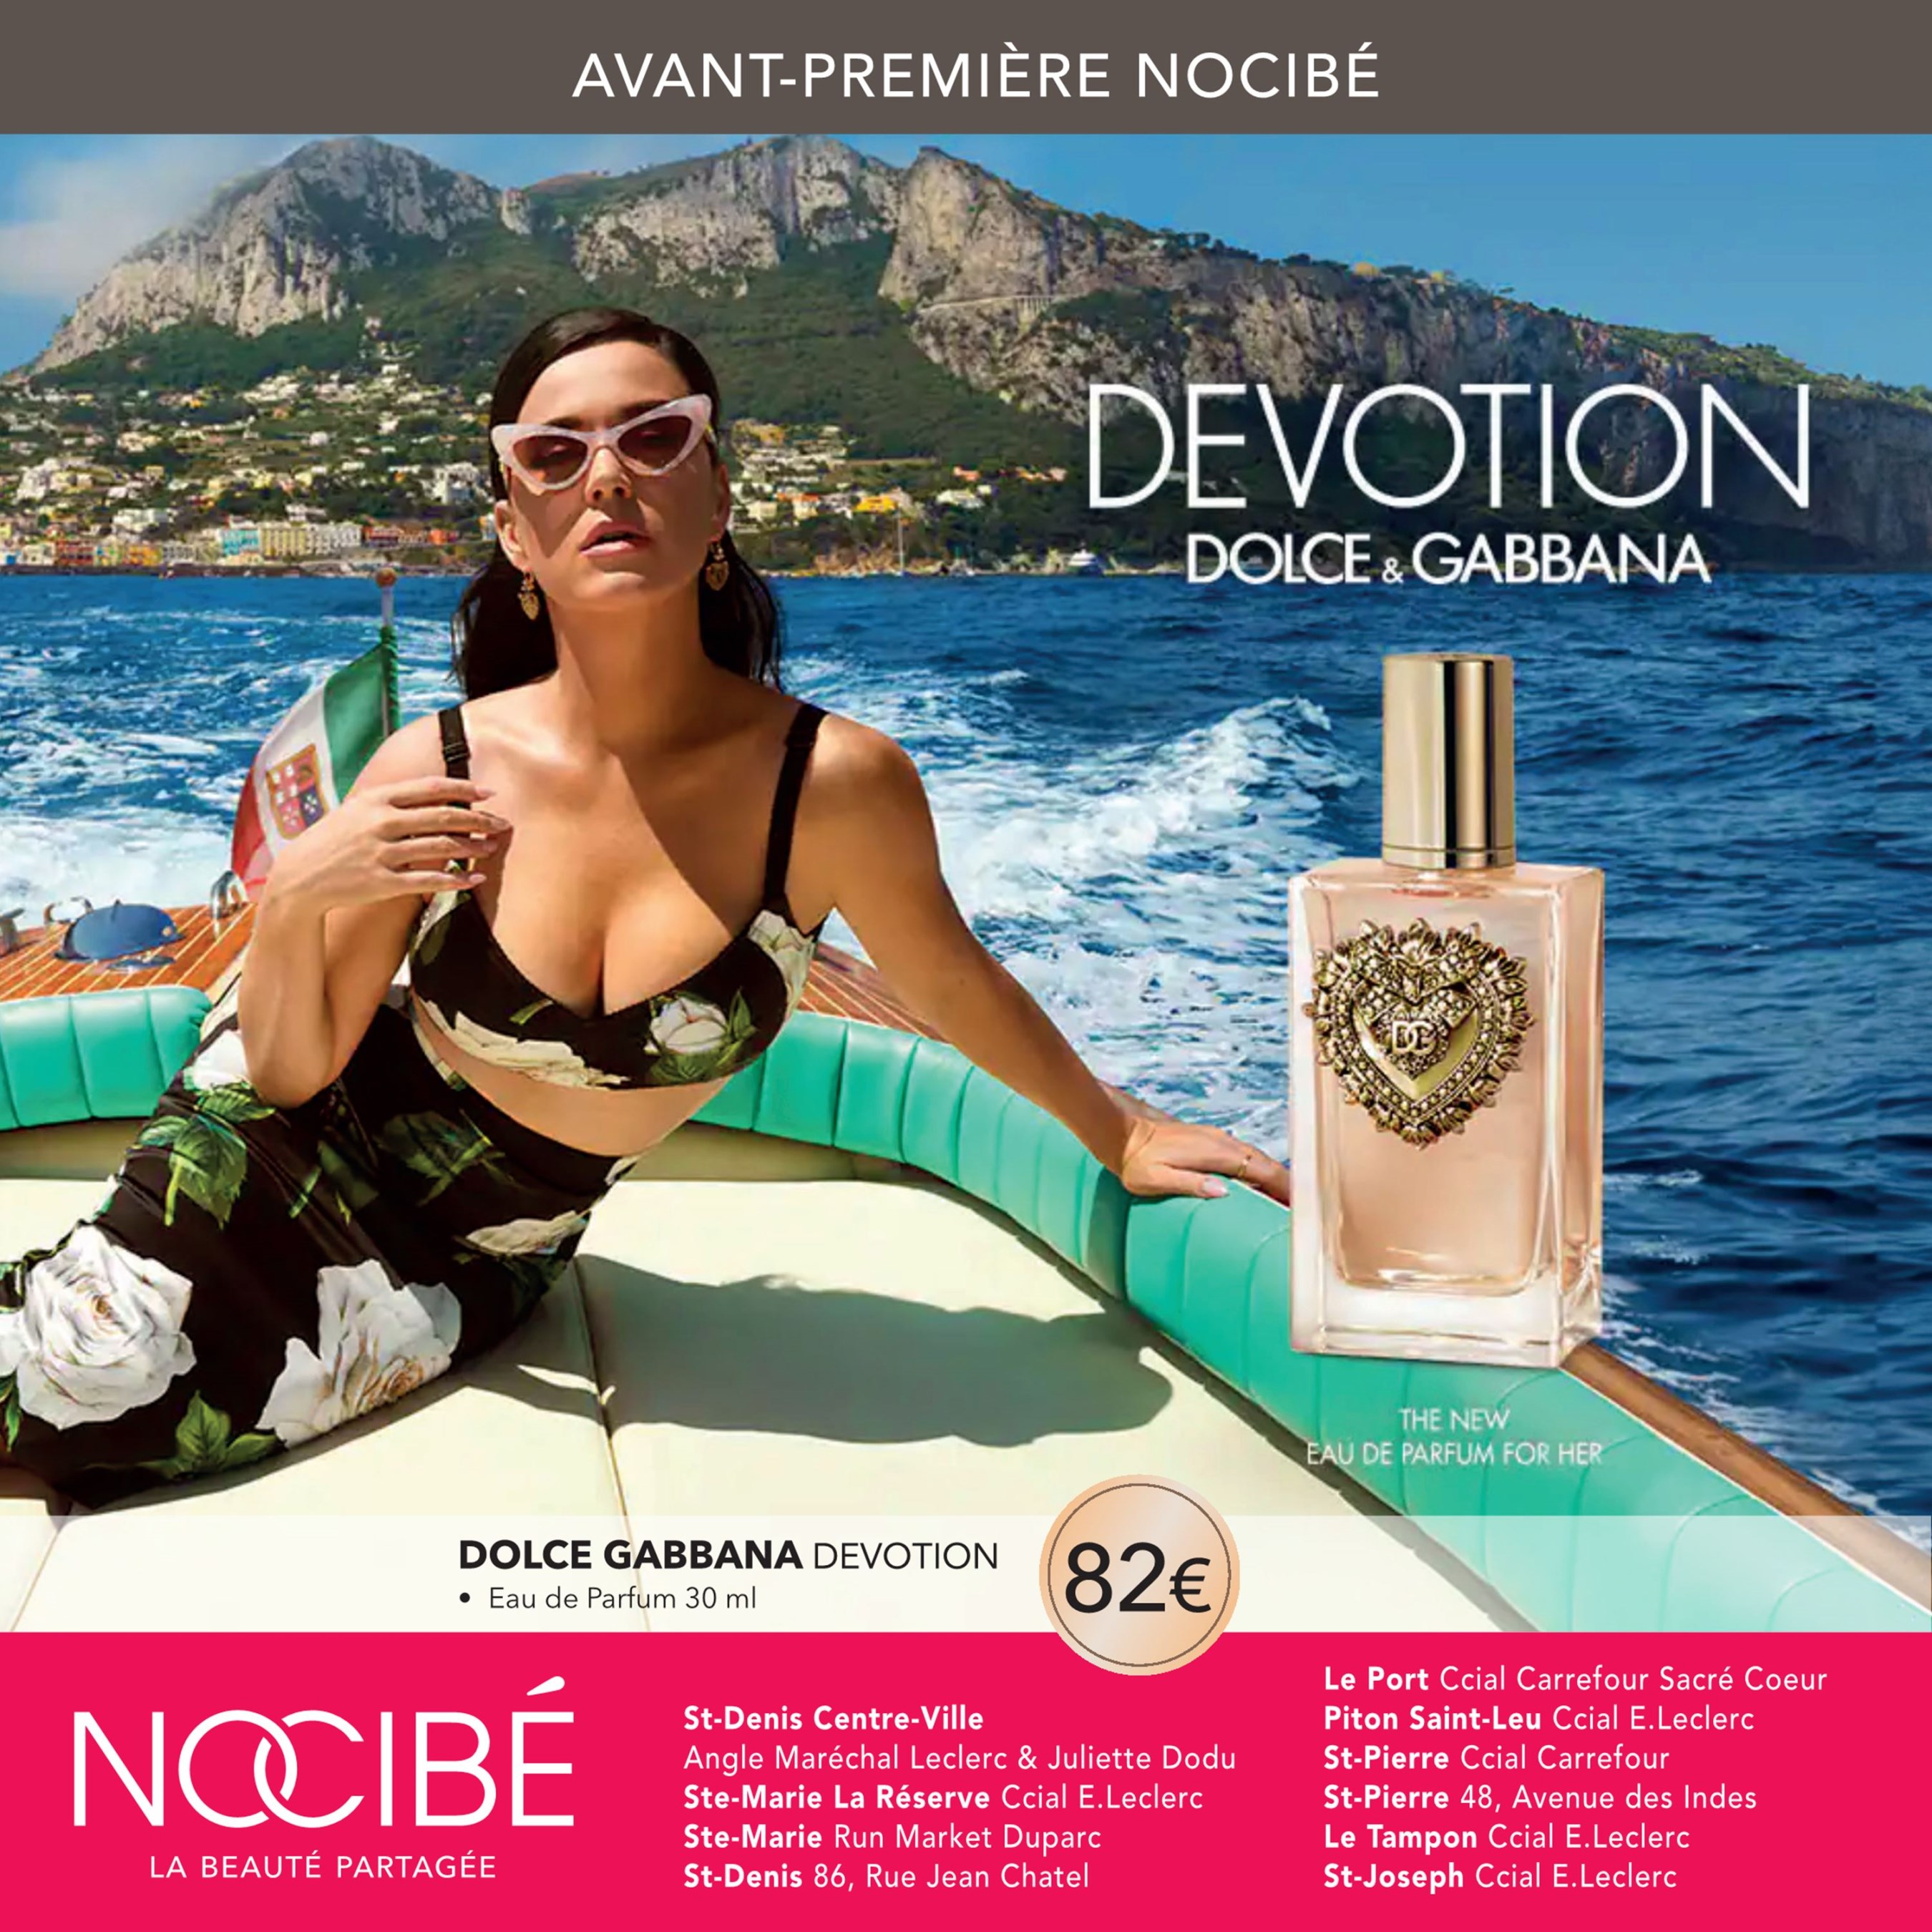 AVANT-PREMIÈRE NOCIBÉ
DEVOTION
DOLCE & GABBANA
DG
THE NEW
EAU DE PARFUM FOR HER
DOLCE GABBANA DEVOTION
• Eau de Parfum 30 ml
82€
NOCIBÉ
LA BEAUTÉ PARTAGÉE
St-Denis Centre-Ville
Angle Maréchal Leclerc & Juliette Dodu
Ste-Marie La Réserve Ccial E.Leclerc
Ste-Marie Run Market Duparc
St-Denis 86, Rue Jean Chatel
Le Port Ccial Carrefour Sacré Coeur
Piton Saint-Leu Ccial E.Leclerc
St-Pierre Ccial Carrefour
St-Pierre 48, Avenue des Indes
Le Tampon Ccial E.Leclerc
St-Joseph Ccial E.Leclerc